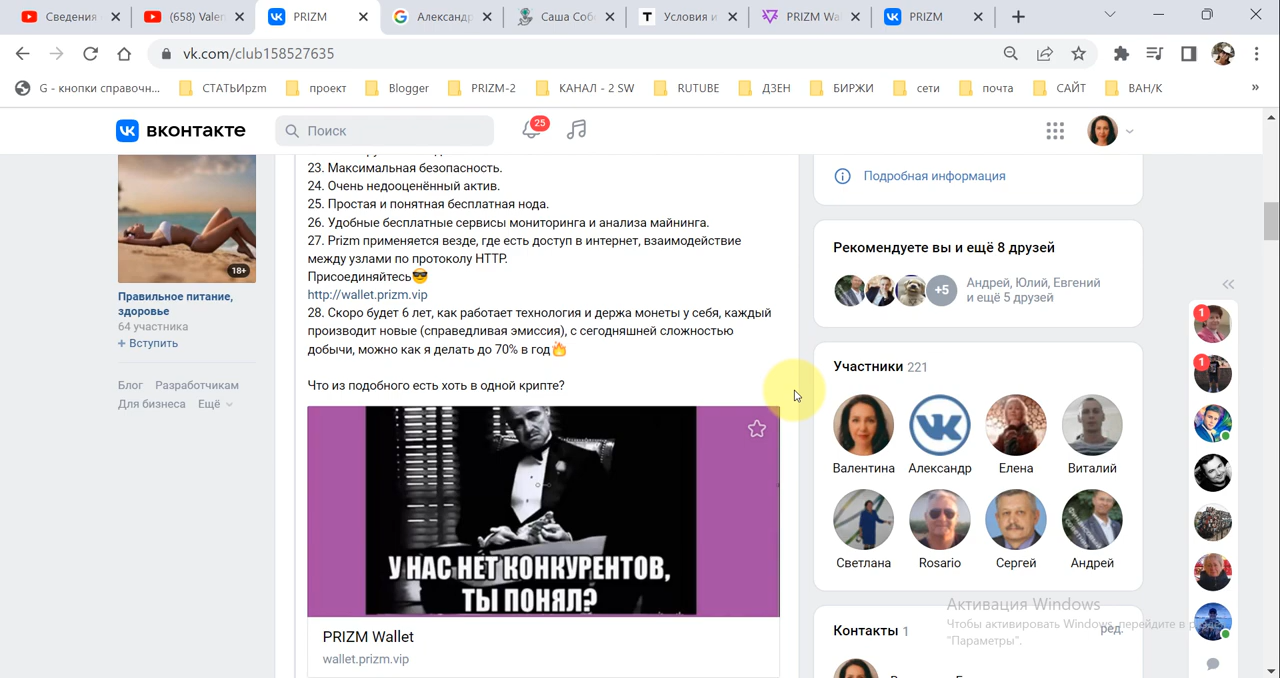 Сведения
(658) Valer
PRIZM
Александр
Саша Соб
Условия и
PRIZM Wa
PRIZM
vk.com/club158527635
G - кнопки справочн...
СТАТЬИpzm
проект
Blogger
PRIZM-2
КАНАЛ - 2 SW
RUTUBE
ДЗЕН
БИРЖИ
сети
почта
САЙТ
ВАН/К
»
вконтакте
Поиск
25
18+
Правильное питание,
здоровье
64 участника
+ Вступить
Блог Разработчикам
Для бизнеса Ещё
23. Максимальная безопасность.
24. Очень недооценённый актив.
25. Простая и понятная бесплатная нода.
26. Удобные бесплатные сервисы мониторинга и анализа майнинга.
27. Prizm применяется везде, где есть доступ в интернет, взаимодействие
между узлами по протоколу HTTP.
Присоединяйтесь😎
http://wallet.prizm.vip
28. Скоро будет 6 лет, как работает технология и держа монеты у себя, каждый
производит новые (справедливая эмиссия), с сегодняшней сложностью
добычи, можно как я делать до 70% в год🔥
Что из подобного есть хоть в одной крипте?
У НАС НЕТ КОНКУРЕНТОВ,
ТЫ ПОНЯЛ?
PRIZM Wallet
wallet.prizm.vip
Подробная информация
Рекомендуете вы и ещё 8 друзей
+5
Андрей, Юлий, Евгений
и ещё 5 друзей
Участники 221
Валентина Александр Елена Виталий
Светлана Rosario Сергей Андрей
Контакты 1
ред.
1
1
Активация Windows
Чтобы активировать Windows, перейдите в
"Параметры".